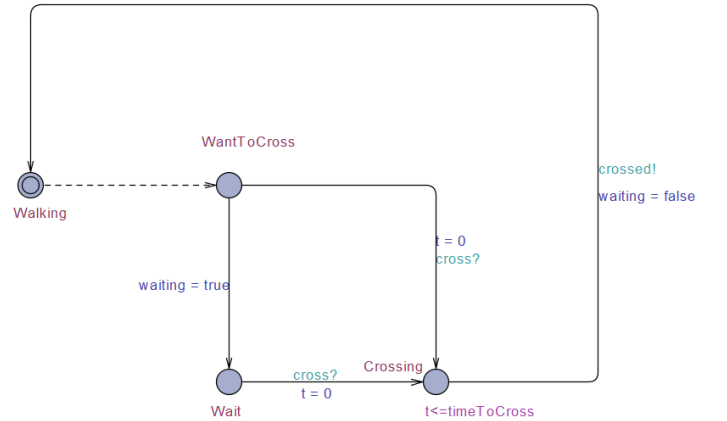 WantToCross
crossed!
waiting = false
Walking
t = 0
cross?
waiting = true
Crossing
cross?
t = 0
Wait
t<=timeToCross